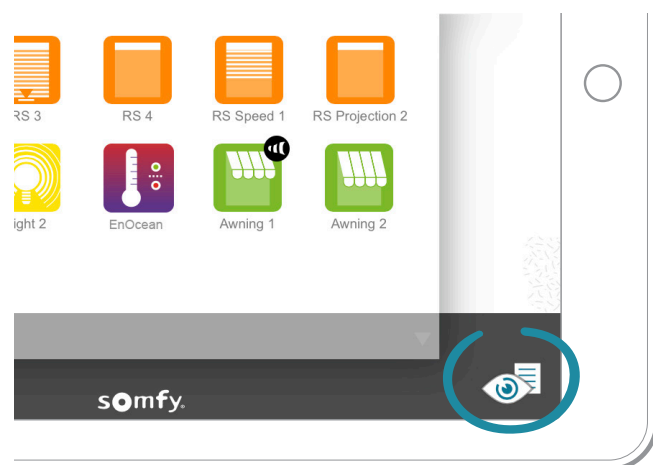 RS 3 RS 4 RS Speed 1 RS Projection 2
ight 2 EnOcean Awning 1 Awning 2
somfy.